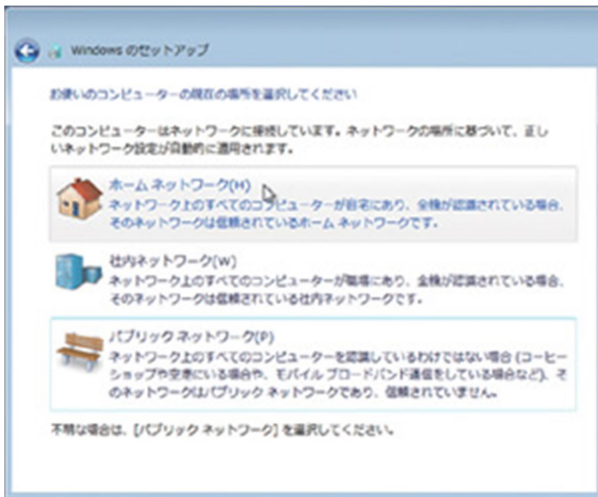 Windows のセットアップ
お使いのコンピューターの現在の場所を選択してください
このコンピューターはネットワークに接続しています。ネットワークの場所に基づいて、正し
いネットワーク設定が自動的に適用されます。
ホーム ネットワーク(H)
ネットワーク上のすべてのコンピューターが自宅にあり、全機が認識されている場合、
そのネットワークは信頼されているホーム ネットワークです。
社内ネットワーク(W)
ネットワーク上のすべてのコンピューターが職場にあり、全機が認識されている場合、
そのネットワークは信頼されている社内ネットワークです。
パブリック ネットワーク(P)
ネットワーク上のすべてのコンピューターを認識しているわけではない場合 (コーヒー
ショップや空港にいる場合や、モバイル ブロードバンド通信をしている場合など)、そ
のネットワークはパブリック ネットワークであり、信頼されていません。
不明な場合は、[パブリック ネットワーク] を選択してください。